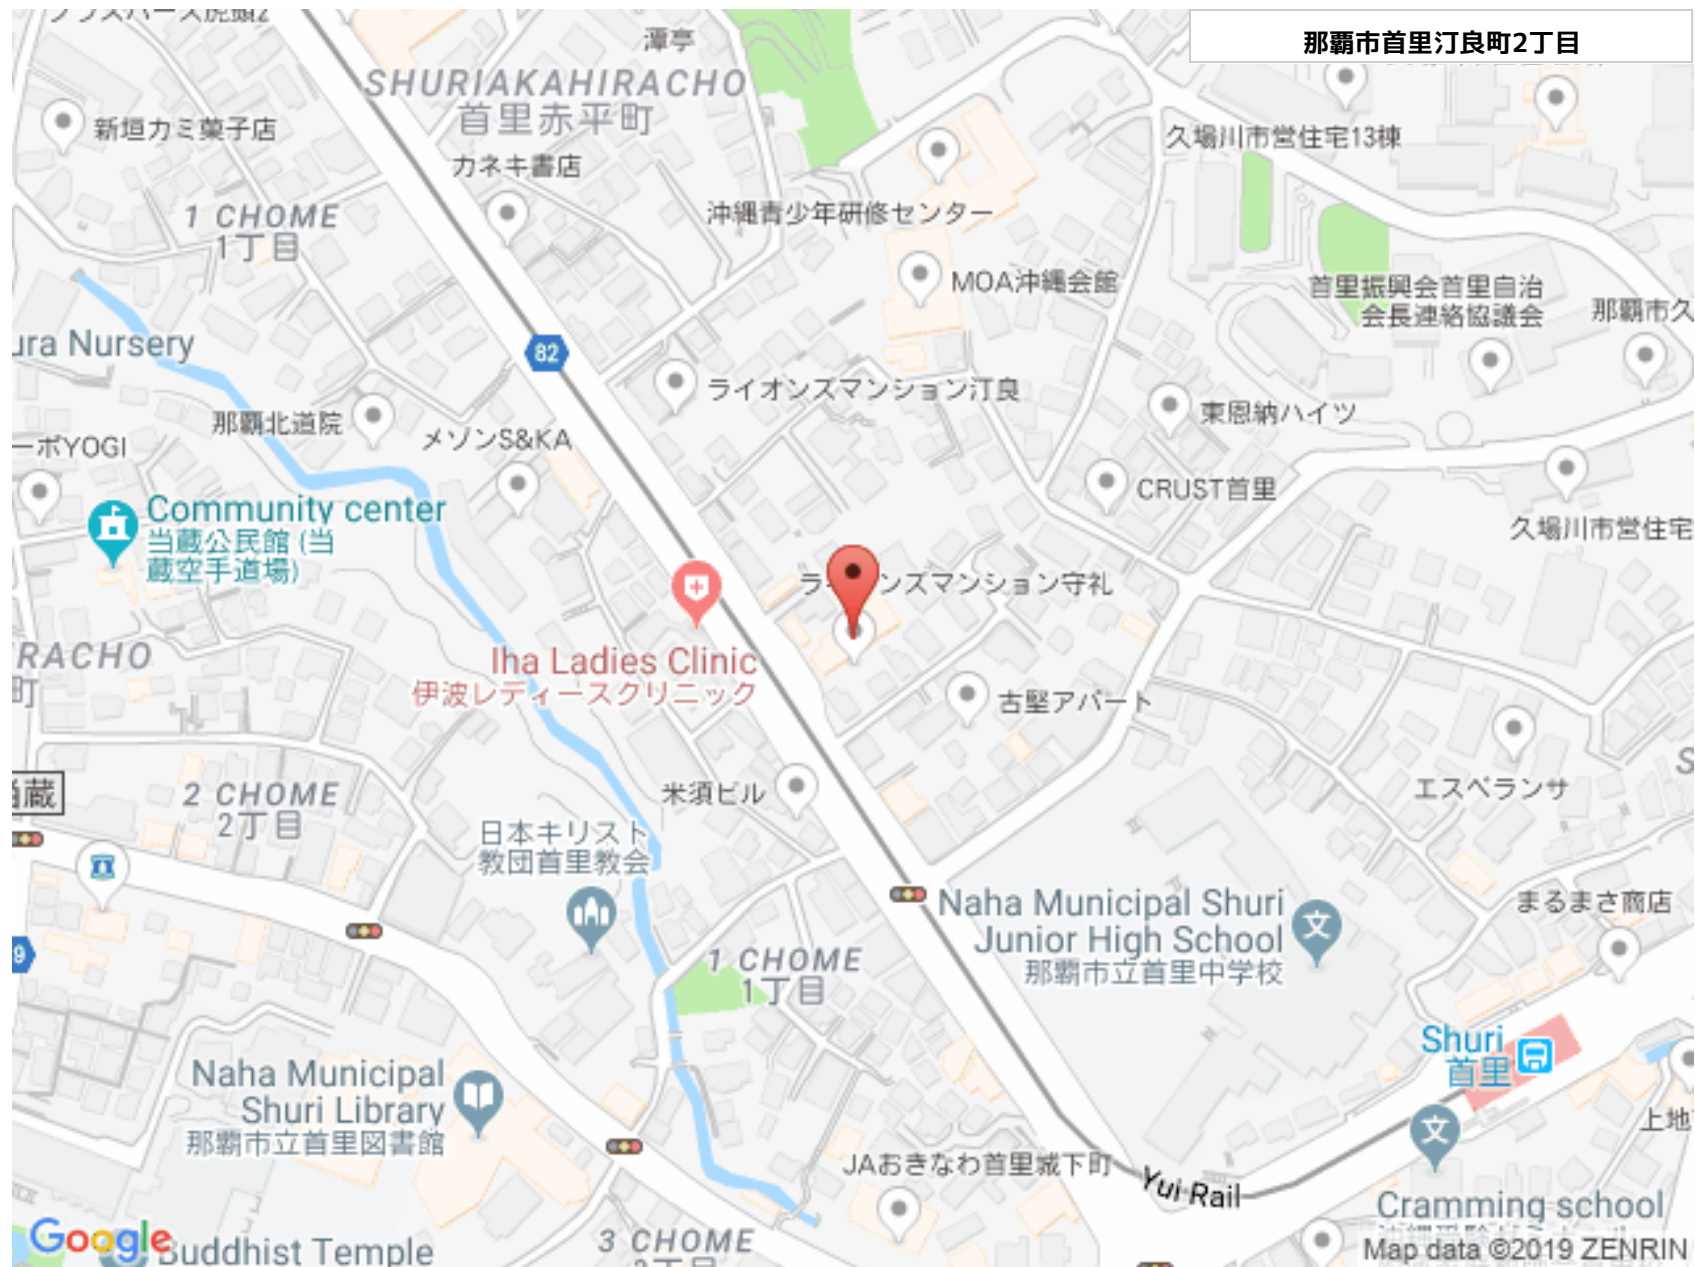 那覇市首里汀良町2丁目
潭亭
SHURIAKAHIRACHO
首里赤平町
新垣カミ菓子店
カネキ書店
久場川市営住宅13棟
1 CHOME
1丁目
沖縄青少年研修センター
MOA沖縄会館
首里振興会首里自治
会長連絡協議会
那覇市久
ura Nursery
82
ライオンズマンション汀良
那覇北道院
メゾンS&KA
東恩納ハイツ
ーポYOGI
CRUST首里
Community center
当蔵公民館 (当
蔵空手道場)
久場川市営住宅
ンズマンション守礼
RACHO
町
Iha Ladies Clinic
伊波レディースクリニック
古堅アパート
当蔵
2 CHOME
2丁目
米須ビル
エスペランサ
日本キリスト
教団首里教会
Naha Municipal Shuri
Junior High School
那覇市立首里中学校
まるまさ商店
9
1 CHOME
1丁目
Shuri
首里
Naha Municipal
Shuri Library
那覇市立首里図書館
文
文
上地
JAおきなわ首里城下町
Yui Rail
Cramming school
Google
Buddhist Temple
3 CHOME
Map data ©2019 ZENRIN